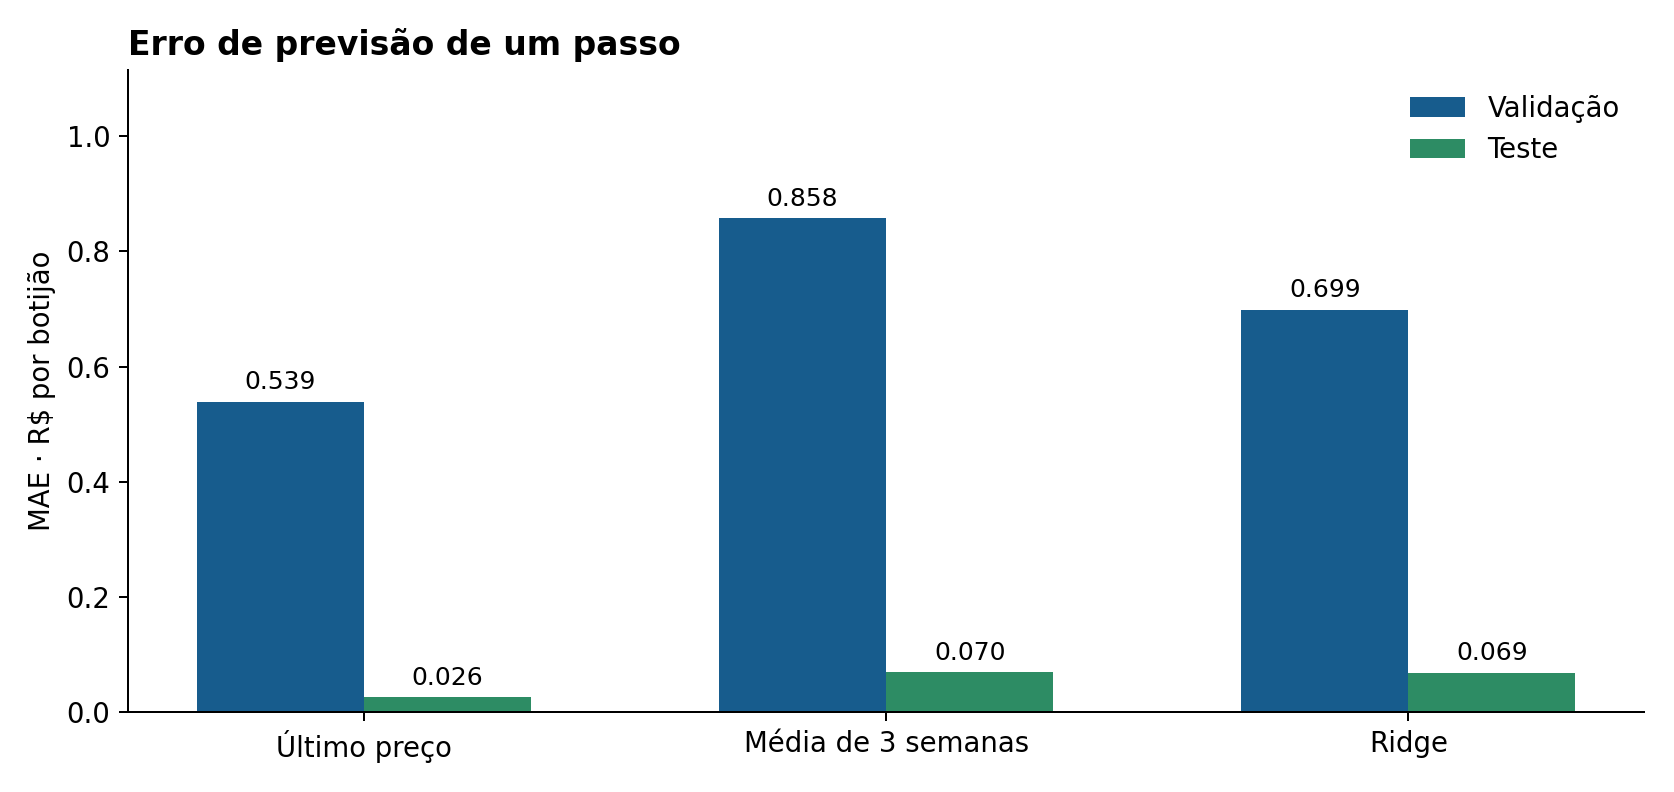 Erro de previsão de um passo
MAE · R$ por botijão
1.0
0.8
0.6
0.4
0.2
0.0
Validação
Teste
0.539
0.026
0.858
0.070
0.699
0.069
Último preço
Média de 3 semanas
Ridge